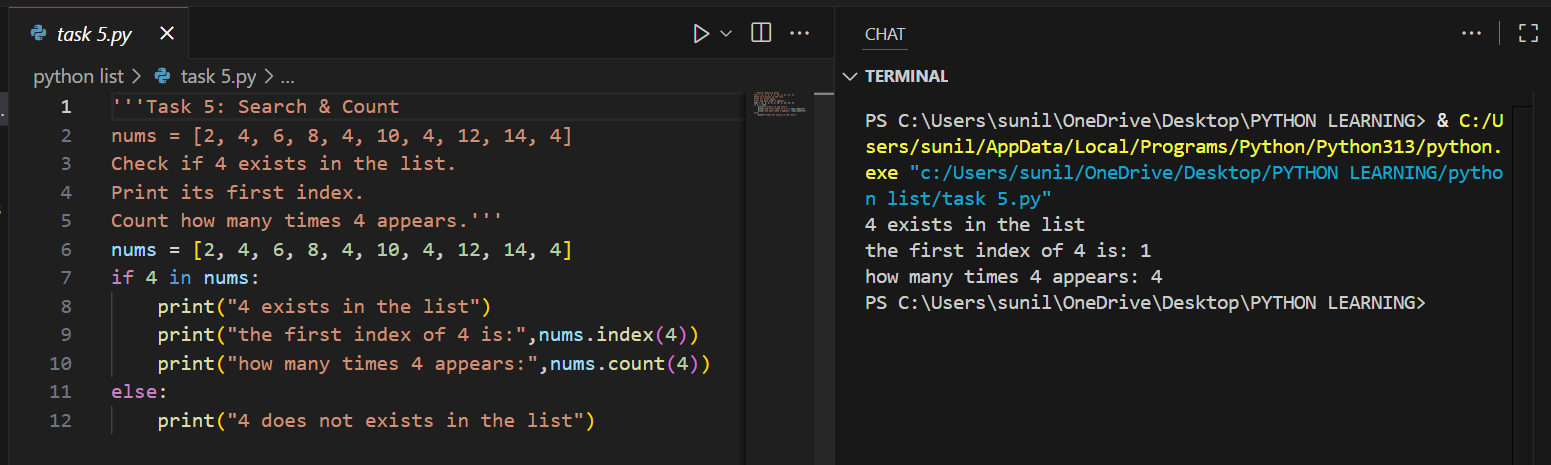 task 5.py
python list > task 5.py > ...
1 '''Task 5: Search & Count
2 nums = [2, 4, 6, 8, 4, 10, 4, 12, 14, 4]
3 Check if 4 exists in the list.
4 Print its first index.
5 Count how many times 4 appears.'''
6 nums = [2, 4, 6, 8, 4, 10, 4, 12, 14, 4]
7 if 4 in nums:
8     print("4 exists in the list")
9     print("the first index of 4 is:",nums.index(4))
10     print("how many times 4 appears:",nums.count(4))
11 else:
12     print("4 does not exists in the list")
CHAT
TERMINAL
PS C:\Users\sunil\OneDrive\Desktop\PYTHON LEARNING> & C:/U
sers/sunil/AppData/Local/Programs/Python/Python313/python.
exe "c:/Users/sunil/OneDrive/Desktop/PYTHON LEARNING/pytho
n list/task 5.py"
4 exists in the list
the first index of 4 is: 1
how many times 4 appears: 4
PS C:\Users\sunil\OneDrive\Desktop\PYTHON LEARNING>